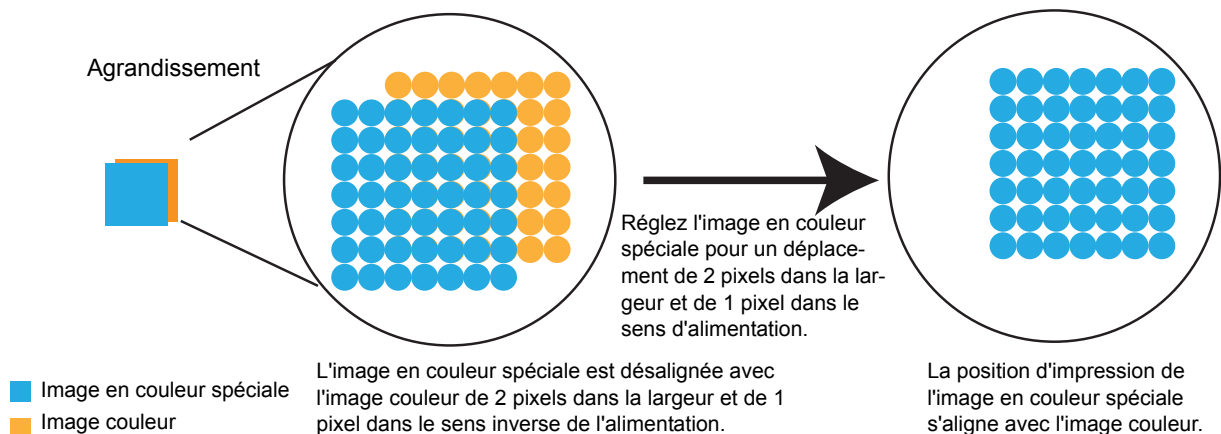 Agrandissement
Réglez l'image en couleur
spéciale pour un déplace-
ment de 2 pixels dans la lar-
geur et de 1 pixel dans le
sens d'alimentation.
Image en couleur spéciale
Image couleur
L'image en couleur spéciale est désalignée avec
l'image couleur de 2 pixels dans la largeur et de 1
pixel dans le sens inverse de l'alimentation.
La position d'impression de
l'image en couleur spéciale
s'aligne avec l'image couleur.